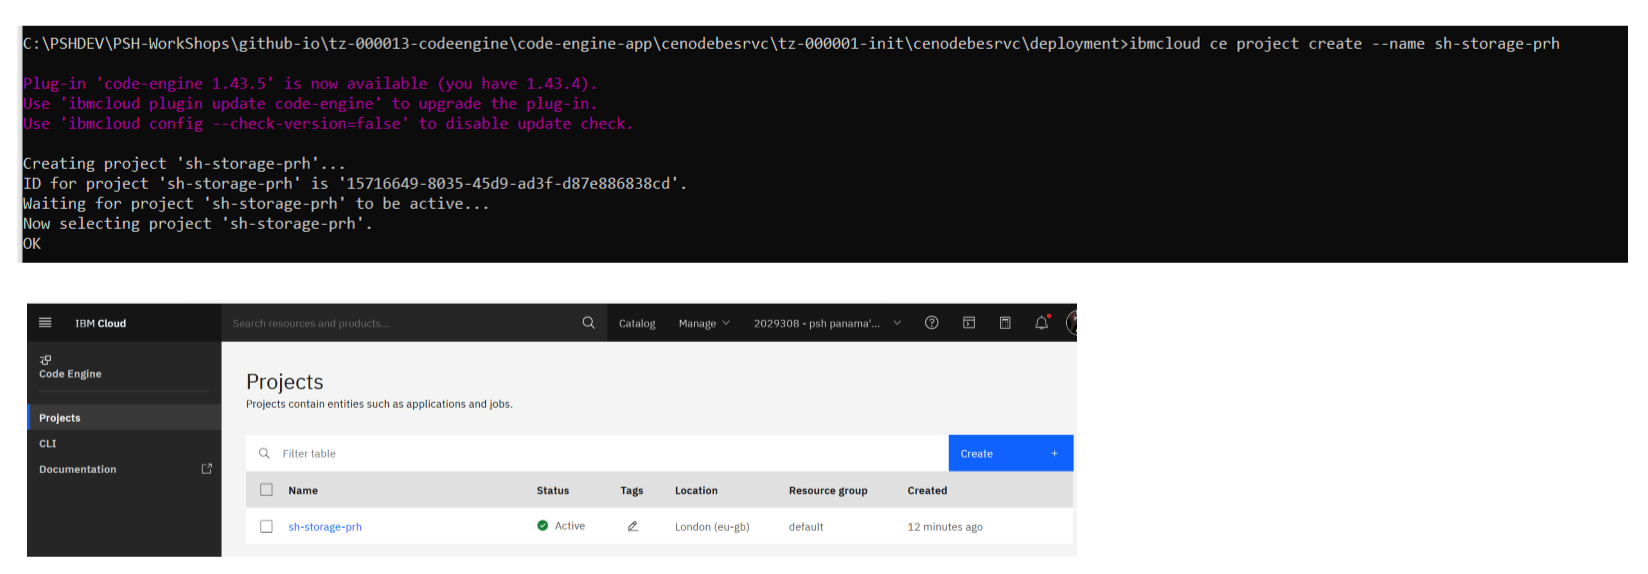 C:\PSHDEV\PSH-WorkShops\github-io\tz-000013-codeengine\code-engine-app\cenodebesrvc\tz-000001-init\cenodebesrvc\deployment>ibmcloud ce project create --name sh-storage-prh
Plug-in 'code-engine 1.43.5' is now available (you have 1.43.4).
Use 'ibmcloud plugin update code-engine' to upgrade the plug-in.
Use 'ibmcloud config --check-version=false' to disable update check.
Creating project 'sh-storage-prh'...
ID for project 'sh-storage-prh' is '15716649-8035-45d9-ad3f-d87e886838cd'.
Waiting for project 'sh-storage-prh' to be active...
Now selecting project 'sh-storage-prh'.
OK
IBM Cloud Search resources and products... Catalog Manage 2029308 - psh panama'...
Code Engine
Projects
CLI
Documentation
Projects
Projects contain entities such as applications and jobs.
Filter table Create +
Name Status Tags Location Resource group Created
sh-storage-prh Active London (eu-gb) default 12 minutes ago